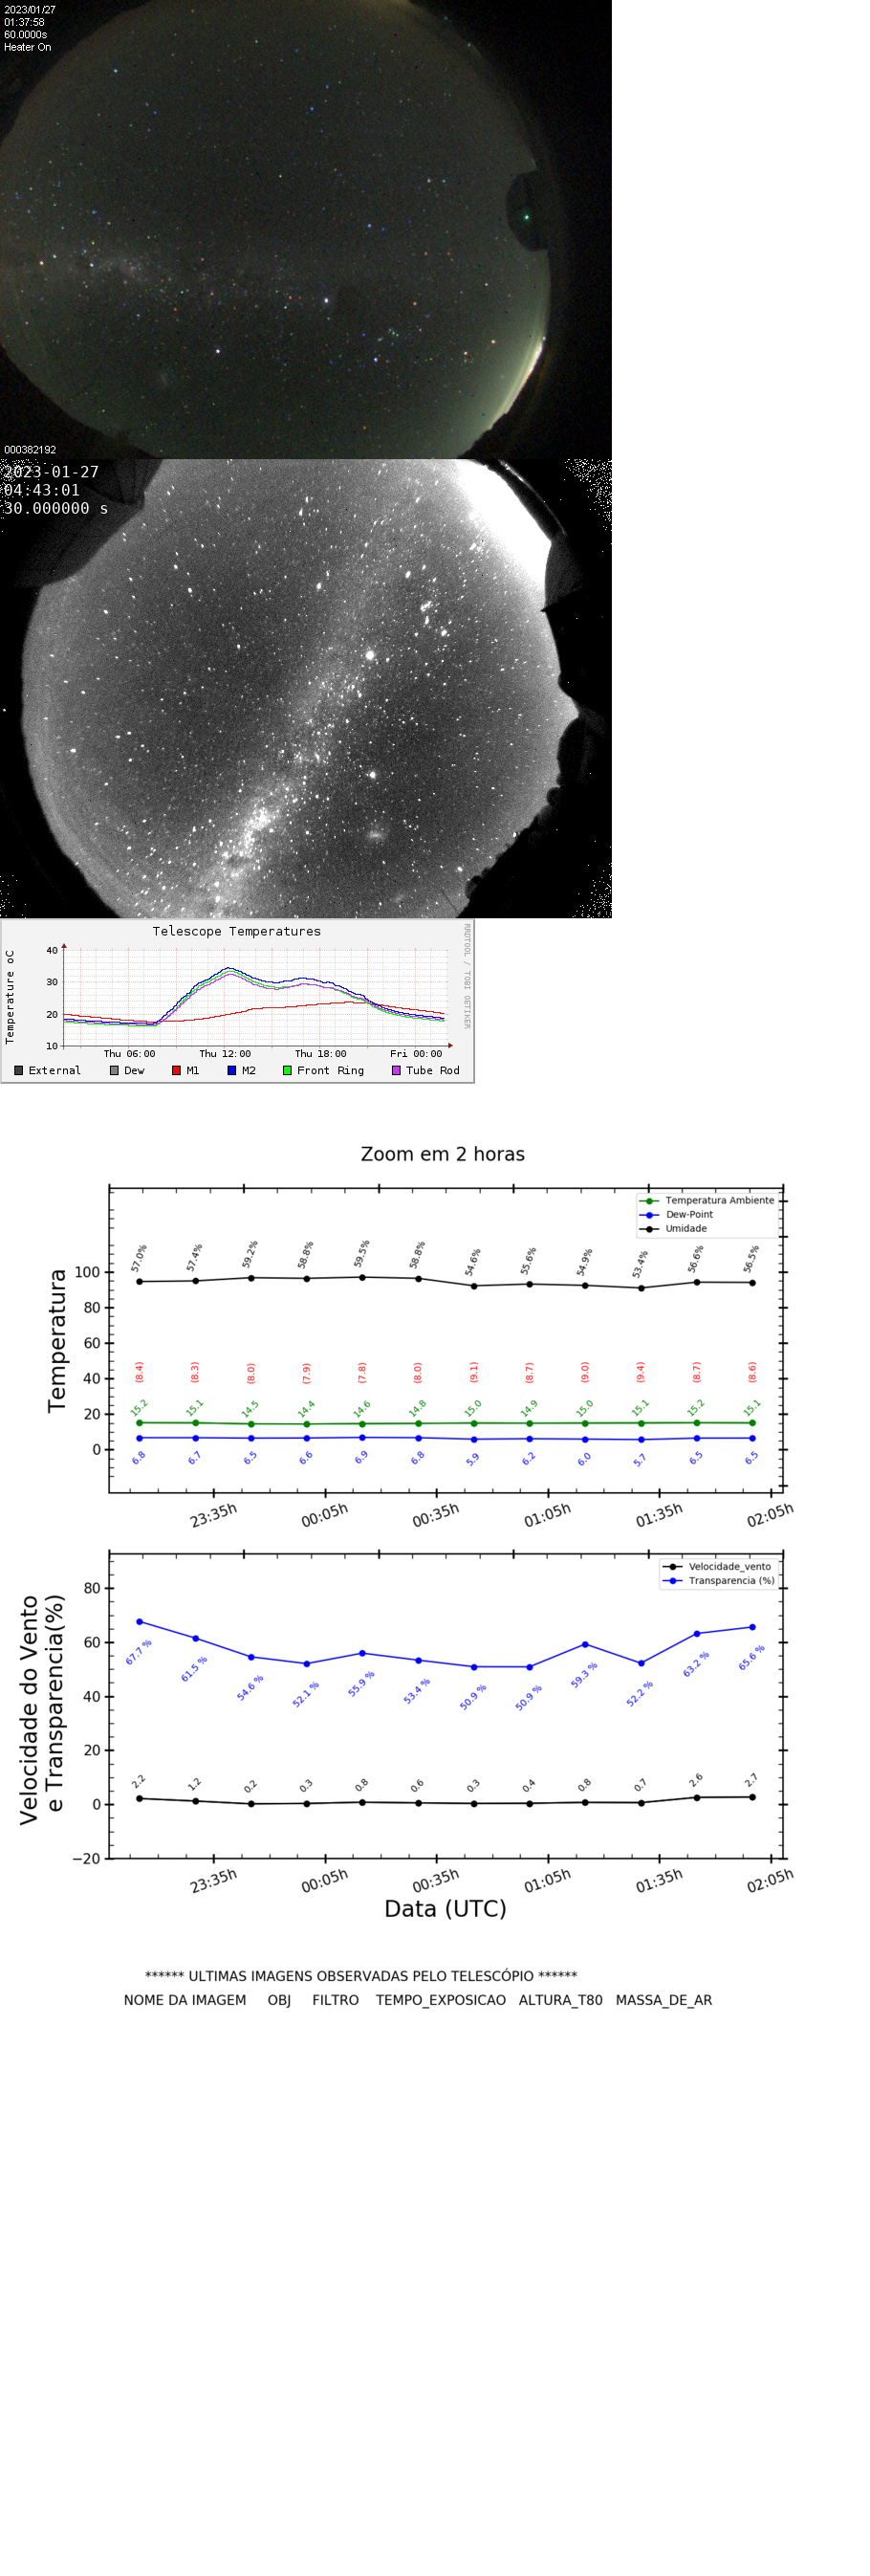 2023/01/27
01:37:58
60.0000s
Heater On
000382192
2023-01-27
04:43:01
30.000000 s
Telescope Temperatures
RRDTOOL / TOBI OETIKER
Temperature oC
40
30
20
10
Thu 06:00 Thu 12:00 Thu 18:00 Fri 00:00
External Dew M1 M2 Front Ring Tube Rod
Zoom em 2 horas
Temperatura Ambiente
Dew-Point
Umidade
Temperatura
100
80
60
40
20
0
57.0% 57.4% 59.2% 58.8% 59.5% 58.8% 54.6% 55.6% 54.9% 53.4% 56.6% 56.5%
(8.4) (8.3) (8.0) (7.9) (7.8) (8.0) (9.1) (8.7) (9.0) (9.4) (8.7) (8.6)
15.2 15.1 14.5 14.4 14.6 14.8 15.0 14.9 15.0 15.1 15.2 15.1
6.8 6.7 6.5 6.6 6.9 6.8 5.9 6.2 6.0 5.7 6.5 6.5
23:35h 00:05h 00:35h 01:05h 01:35h 02:05h
Velocidade_vento
Transparencia (%)
Velocidade do Vento
e Transparencia(%)
80
60
40
20
0
−20
67.7 % 61.5 % 54.6 % 52.1 % 55.9 % 53.4 % 50.9 % 50.9 % 59.3 % 52.2 % 63.2 % 65.6 %
2.2 1.2 0.2 0.3 0.8 0.6 0.3 0.4 0.8 0.7 2.6 2.7
23:35h 00:05h 00:35h 01:05h 01:35h 02:05h
Data (UTC)
****** ULTIMAS IMAGENS OBSERVADAS PELO TELESCÓPIO ******
NOME DA IMAGEM OBJ FILTRO TEMPO_EXPOSICAO ALTURA_T80 MASSA_DE_AR